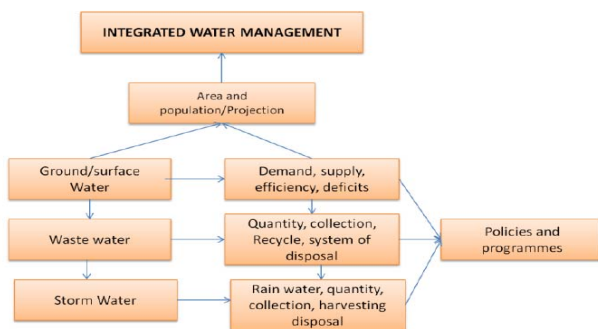 INTEGRATED WATER MANAGEMENT
Area and
population/Projection
Ground/surface
Water
Demand, supply,
efficiency, deficits
Waste water
Quantity, collection,
Recycle, system of
disposal
Policies and
programmes
Storm Water
Rain water, quantity,
collection, harvesting
disposal